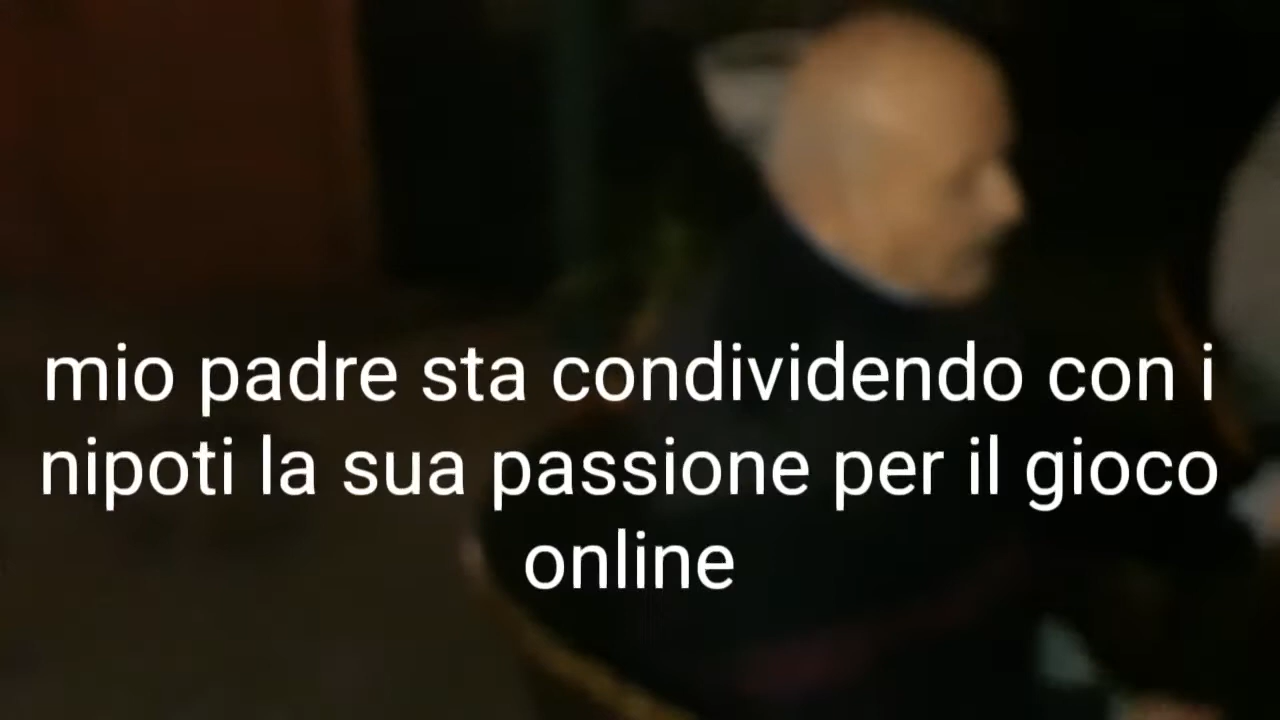 mio padre sta condividendo con i
nipoti la sua passione per il gioco
online